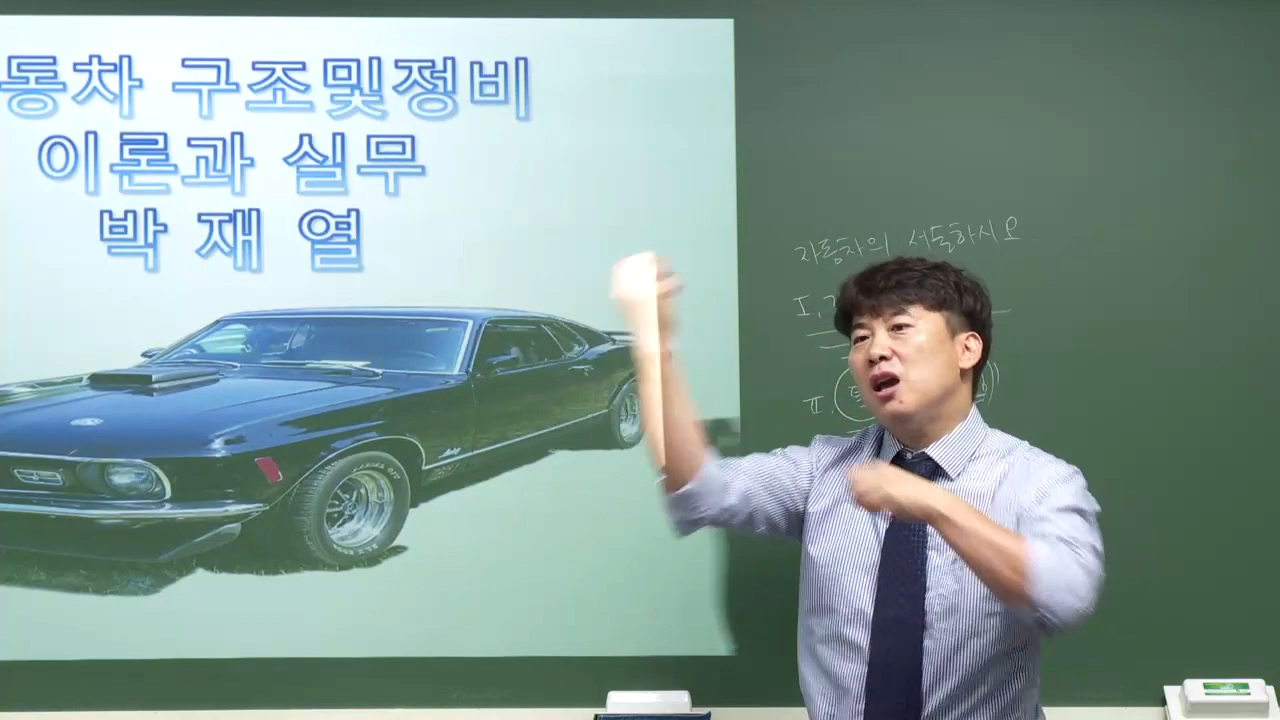 동차 구조및정비
이론과 실무
박 재 열
자동차의 서술하시오
I.
II.